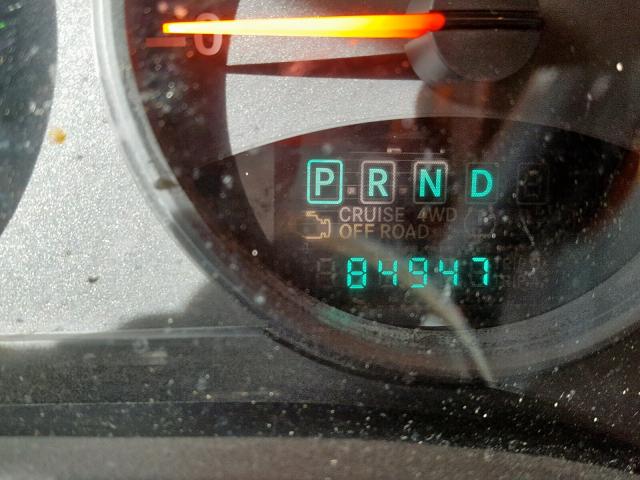 0
P R N D
CRUISE 4WD
OFF ROAD
84947